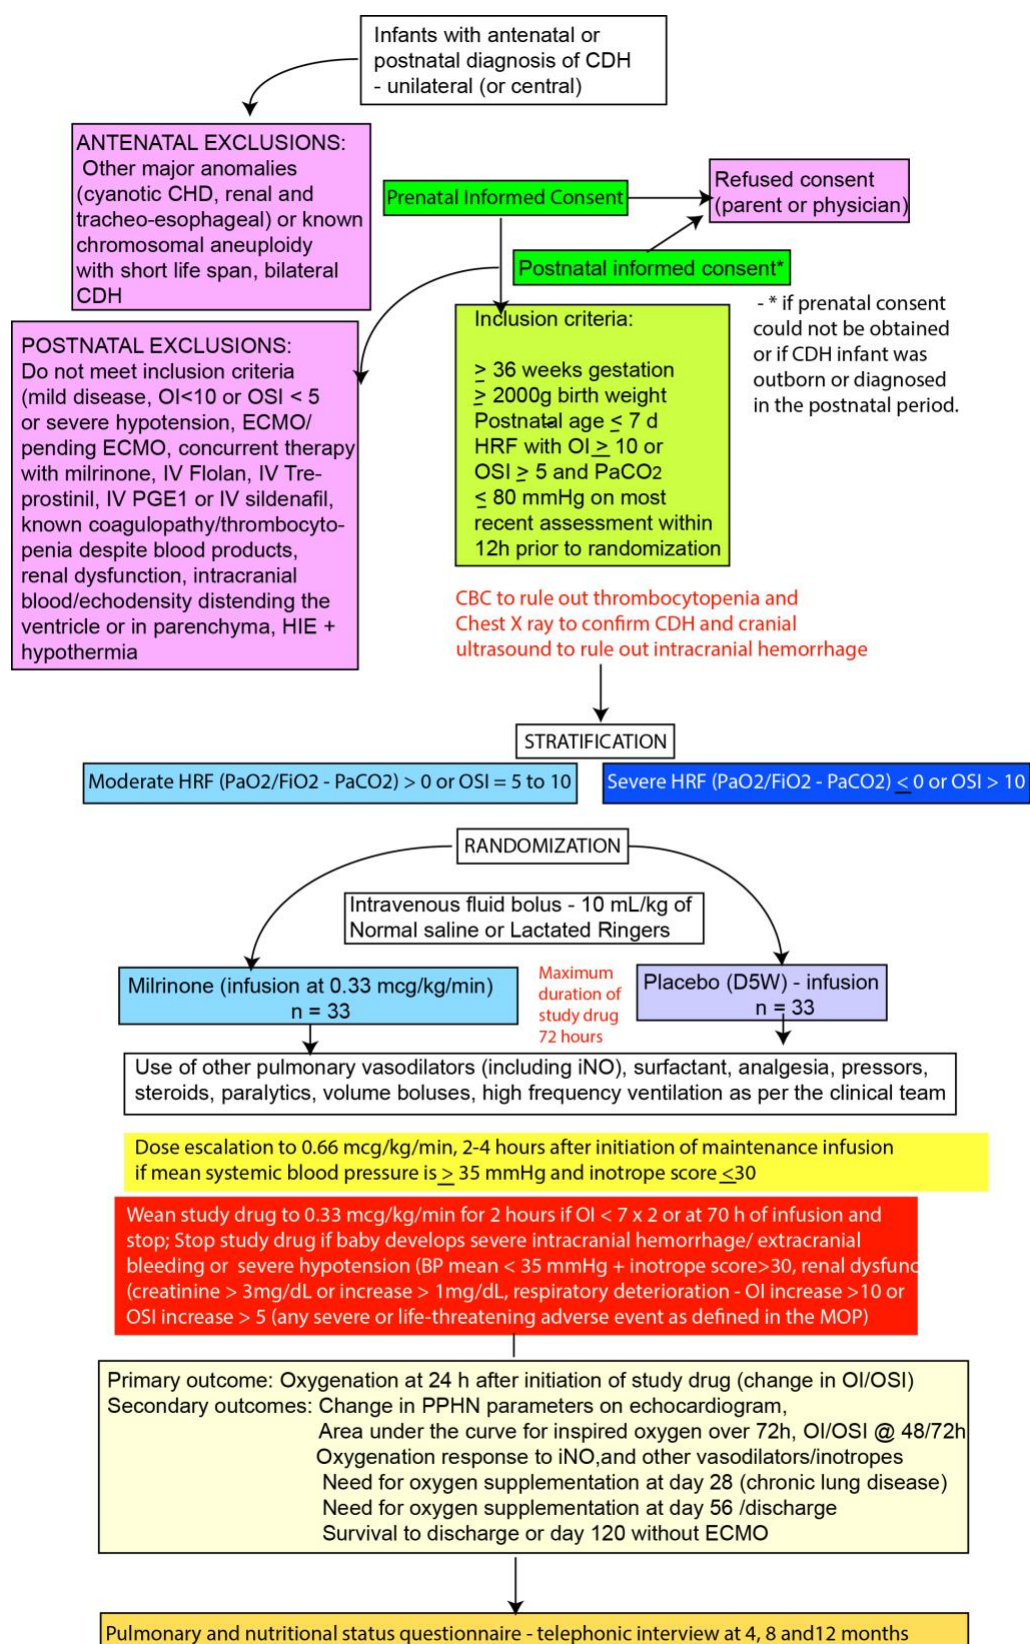 Infants with antenatal or
postnatal diagnosis of CDH
- unilateral (or central)
ANTENATAL EXCLUSIONS:
Other major anomalies
(cyanotic CHD, renal and
tracheo-esophageal) or known
chromosomal aneuploidy
with short life span, bilateral
CDH
Prenatal Informed Consent
Refused consent
(parent or physician)
Postnatal informed consent*
- * if prenatal consent
could not be obtained
or if CDH infant was
outborn or diagnosed
in the postnatal period.
POSTNATAL EXCLUSIONS:
Do not meet inclusion criteria
(mild disease, OI<10 or OSI < 5
or severe hypotension, ECMO/
pending ECMO, concurrent therapy
with milrinone, IV Flolan, IV Tre-
prostinil, IV PGE1 or IV sildenafil,
known coagulopathy/thrombocyto-
penia despite blood products,
renal dysfunction, intracranial
blood/echodensity distending the
ventricle or in parenchyma, HIE +
hypothermia
Inclusion criteria:
≥ 36 weeks gestation
≥ 2000g birth weight
Postnatal age ≤ 7 d
HRF with OI ≥ 10 or
OSI ≥ 5 and PaCO2
≤ 80 mmHg on most
recent assessment within
12h prior to randomization
CBC to rule out thrombocytopenia and
Chest X ray to confirm CDH and cranial
ultrasound to rule out intracranial hemorrhage
STRATIFICATION
Moderate HRF (PaO2/FiO2 - PaCO2) > 0 or OSI = 5 to 10
Severe HRF (PaO2/FiO2 - PaCO2) ≤ 0 or OSI > 10
RANDOMIZATION
Intravenous fluid bolus - 10 mL/kg of
Normal saline or Lactated Ringers
Milrinone (infusion at 0.33 mcg/kg/min)
n = 33
Maximum
duration of
study drug
72 hours
Placebo (D5W) - infusion
n = 33
Use of other pulmonary vasodilators (including iNO), surfactant, analgesia, pressors,
steroids, paralytics, volume boluses, high frequency ventilation as per the clinical team
Dose escalation to 0.66 mcg/kg/min, 2-4 hours after initiation of maintenance infusion
if mean systemic blood pressure is ≥ 35 mmHg and inotrope score ≤30
Wean study drug to 0.33 mcg/kg/min for 2 hours if OI < 7 x 2 or at 70 h of infusion and
stop; Stop study drug if baby develops severe intracranial hemorrhage/ extracranial
bleeding or severe hypotension (BP mean < 35 mmHg + inotrope score>30, renal dysfunc
(creatinine > 3mg/dL or increase > 1mg/dL, respiratory deterioration - OI increase >10 or
OSI increase > 5 (any severe or life-threatening adverse event as defined in the MOP)
Primary outcome: Oxygenation at 24 h after initiation of study drug (change in OI/OSI)
Secondary outcomes: Change in PPHN parameters on echocardiogram,
Area under the curve for inspired oxygen over 72h, OI/OSI @ 48/72h
Oxygenation response to iNO,and other vasodilators/inotropes
Need for oxygen supplementation at day 28 (chronic lung disease)
Need for oxygen supplementation at day 56 /discharge
Survival to discharge or day 120 without ECMO
Pulmonary and nutritional status questionnaire - telephonic interview at 4, 8 and12 months